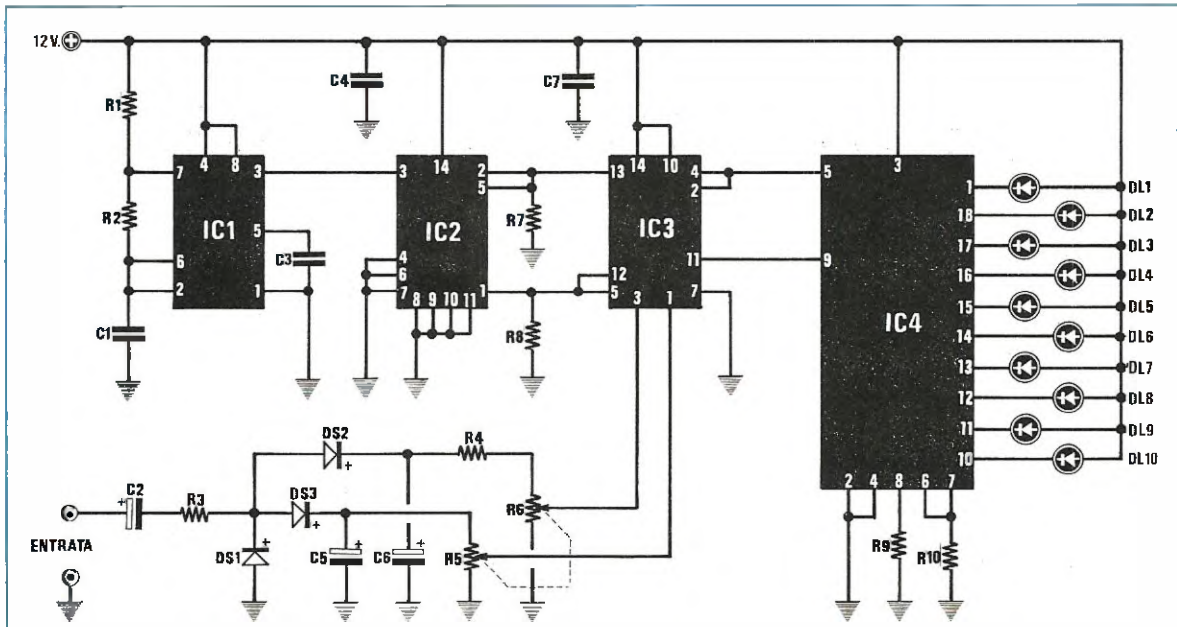 12 V.
C4
C7
R1
4 8
14
14 10
3
7 3
3 2
13 4
5
1 DL1
5
2
R7
18 DL2
R2
IC1
5
IC2
IC3
17 DL3
C3
4
11
9
16 DL4
6
6
12
15 DL5
2 1
7 1
5 7
IC4
8 9 10 11
3 1
14 DL6
C1
R8
13 DL7
12 DL8
DS2
R4
11 DL9
10 DL10
C2
R3
DS3
R6
2 4 8 6 7
ENTRATA
DS1
C5
C6
R5
R9
R10